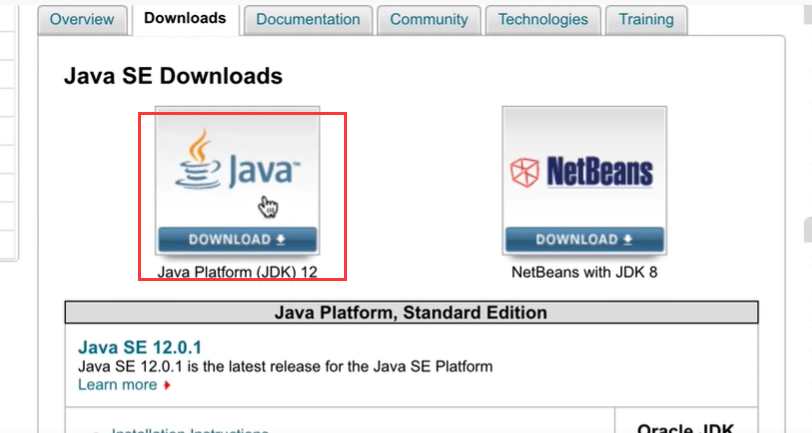 Overview Downloads Documentation Community Technologies Training
Java SE Downloads
Java™ NetBeans
DOWNLOAD DOWNLOAD
Java Platform (JDK) 12 NetBeans with JDK 8
Java Platform, Standard Edition
Java SE 12.0.1
Java SE 12.0.1 is the latest release for the Java SE Platform
Learn more
Installation Instructions Oracle JDK